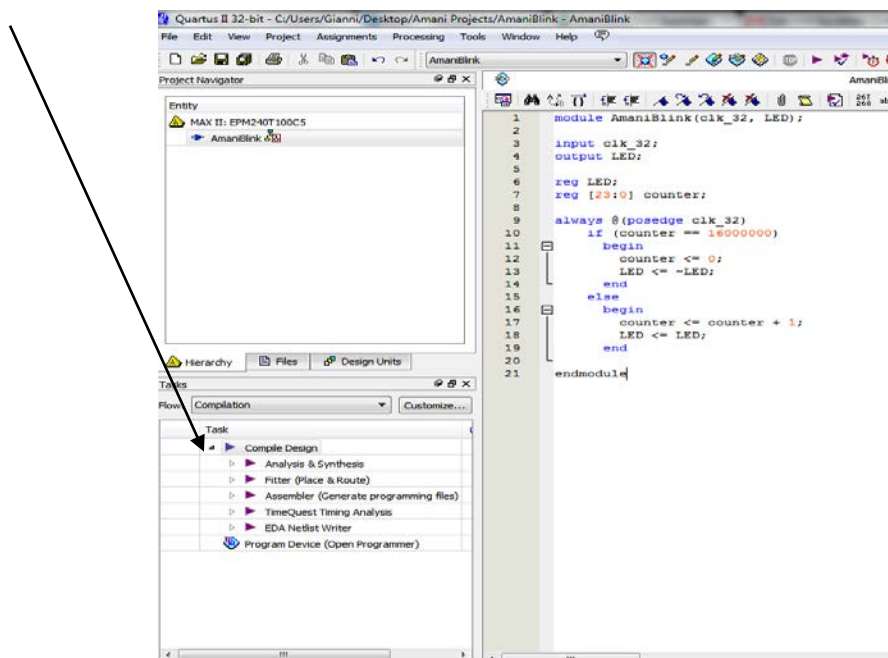 Quartus II 32-bit - C:/Users/Gianni/Desktop/Amani Projects/AmaniBlink - AmaniBlink
File Edit View Project Assignments Processing Tools Window Help
AmaniBlink
Project Navigator
AmaniBl
Entity
MAX II: EPM240T100C5
AmaniBlink
Hierarchy Files Design Units
Tasks
Flow: Compilation Customize...
Task
Compile Design
Analysis & Synthesis
Fitter (Place & Route)
Assembler (Generate programming files)
TimeQuest Timing Analysis
EDA Netlist Writer
Program Device (Open Programmer)
267
268
ab
1 module AmaniBlink(clk_32, LED);
2
3 input clk_32;
4 output LED;
5
6 reg LED;
7 reg [23:0] counter;
8
9 always @(posedge clk_32)
10 if (counter == 16000000)
11 begin
12 counter <= 0;
13 LED <= ~LED;
14 end
15 else
16 begin
17 counter <= counter + 1;
18 LED <= LED;
19 end
20
21 endmodule